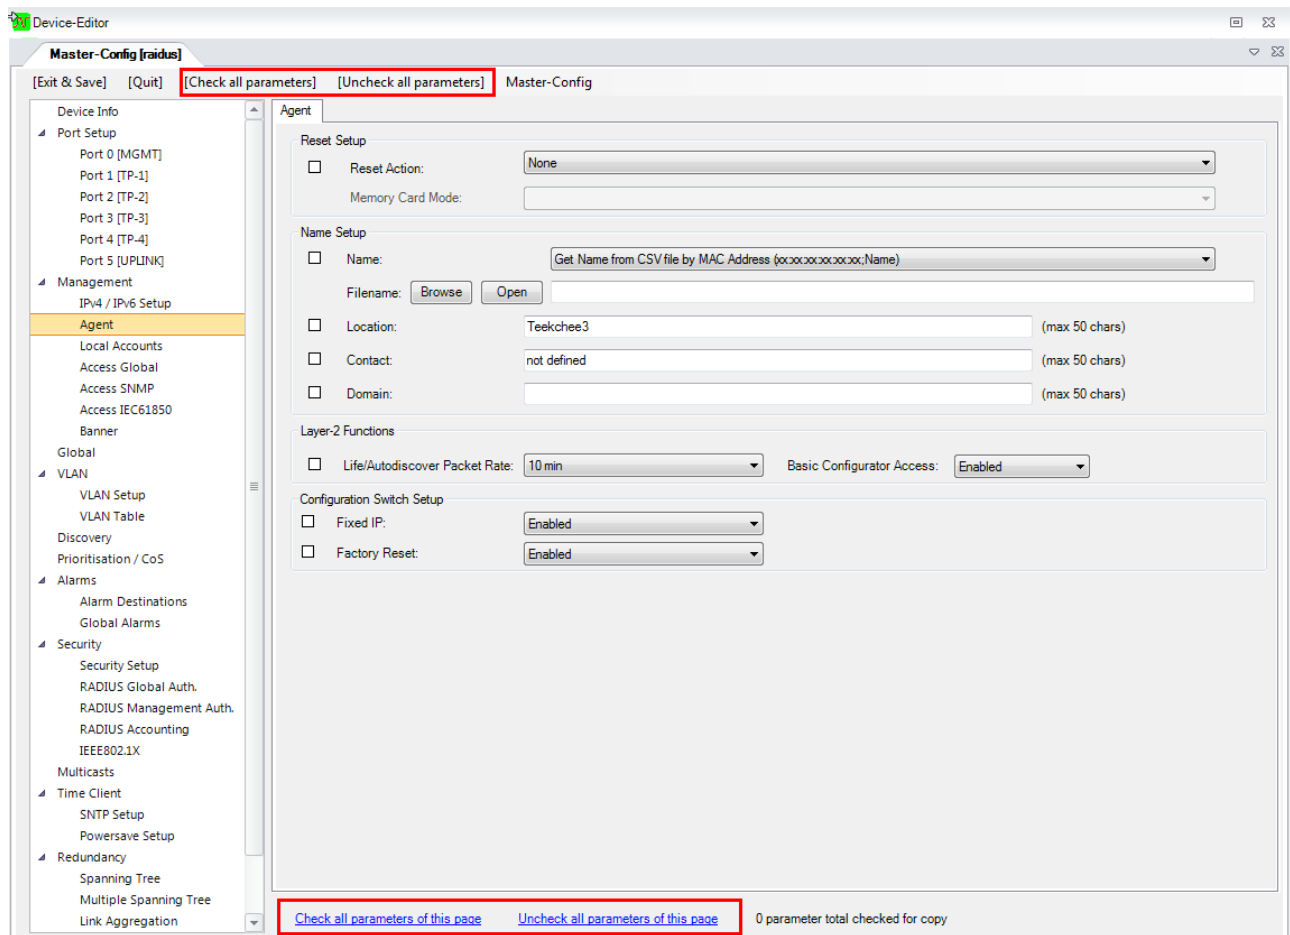 Device-Editor
Master-Config [raidus]
[Exit & Save] [Quit] [Check all parameters] [Uncheck all parameters] Master-Config
Device Info
Port Setup
Port 0 [MGMT]
Port 1 [TP-1]
Port 2 [TP-2]
Port 3 [TP-3]
Port 4 [TP-4]
Port 5 [UPLINK]
Management
IPv4 / IPv6 Setup
Agent
Local Accounts
Access Global
Access SNMP
Access IEC61850
Banner
Global
VLAN
VLAN Setup
VLAN Table
Discovery
Prioritisation / CoS
Alarms
Alarm Destinations
Global Alarms
Security
Security Setup
RADIUS Global Auth.
RADIUS Management Auth.
RADIUS Accounting
IEEE802.1X
Multicasts
Time Client
SNTP Setup
Powersave Setup
Redundancy
Spanning Tree
Multiple Spanning Tree
Link Aggregation
Agent
Reset Setup
Reset Action: None
Memory Card Mode:
Name Setup
Name: Get Name from CSV file by MAC Address (xx:xx:xx:xx:xx:xx;Name)
Filename: Browse Open
Location: Teekchee3 (max 50 chars)
Contact: not defined (max 50 chars)
Domain: (max 50 chars)
Layer-2 Functions
Life/Autodiscover Packet Rate: 10 min Basic Configurator Access: Enabled
Configuration Switch Setup
Fixed IP: Enabled
Factory Reset: Enabled
Check all parameters of this page Uncheck all parameters of this page 0 parameter total checked for copy